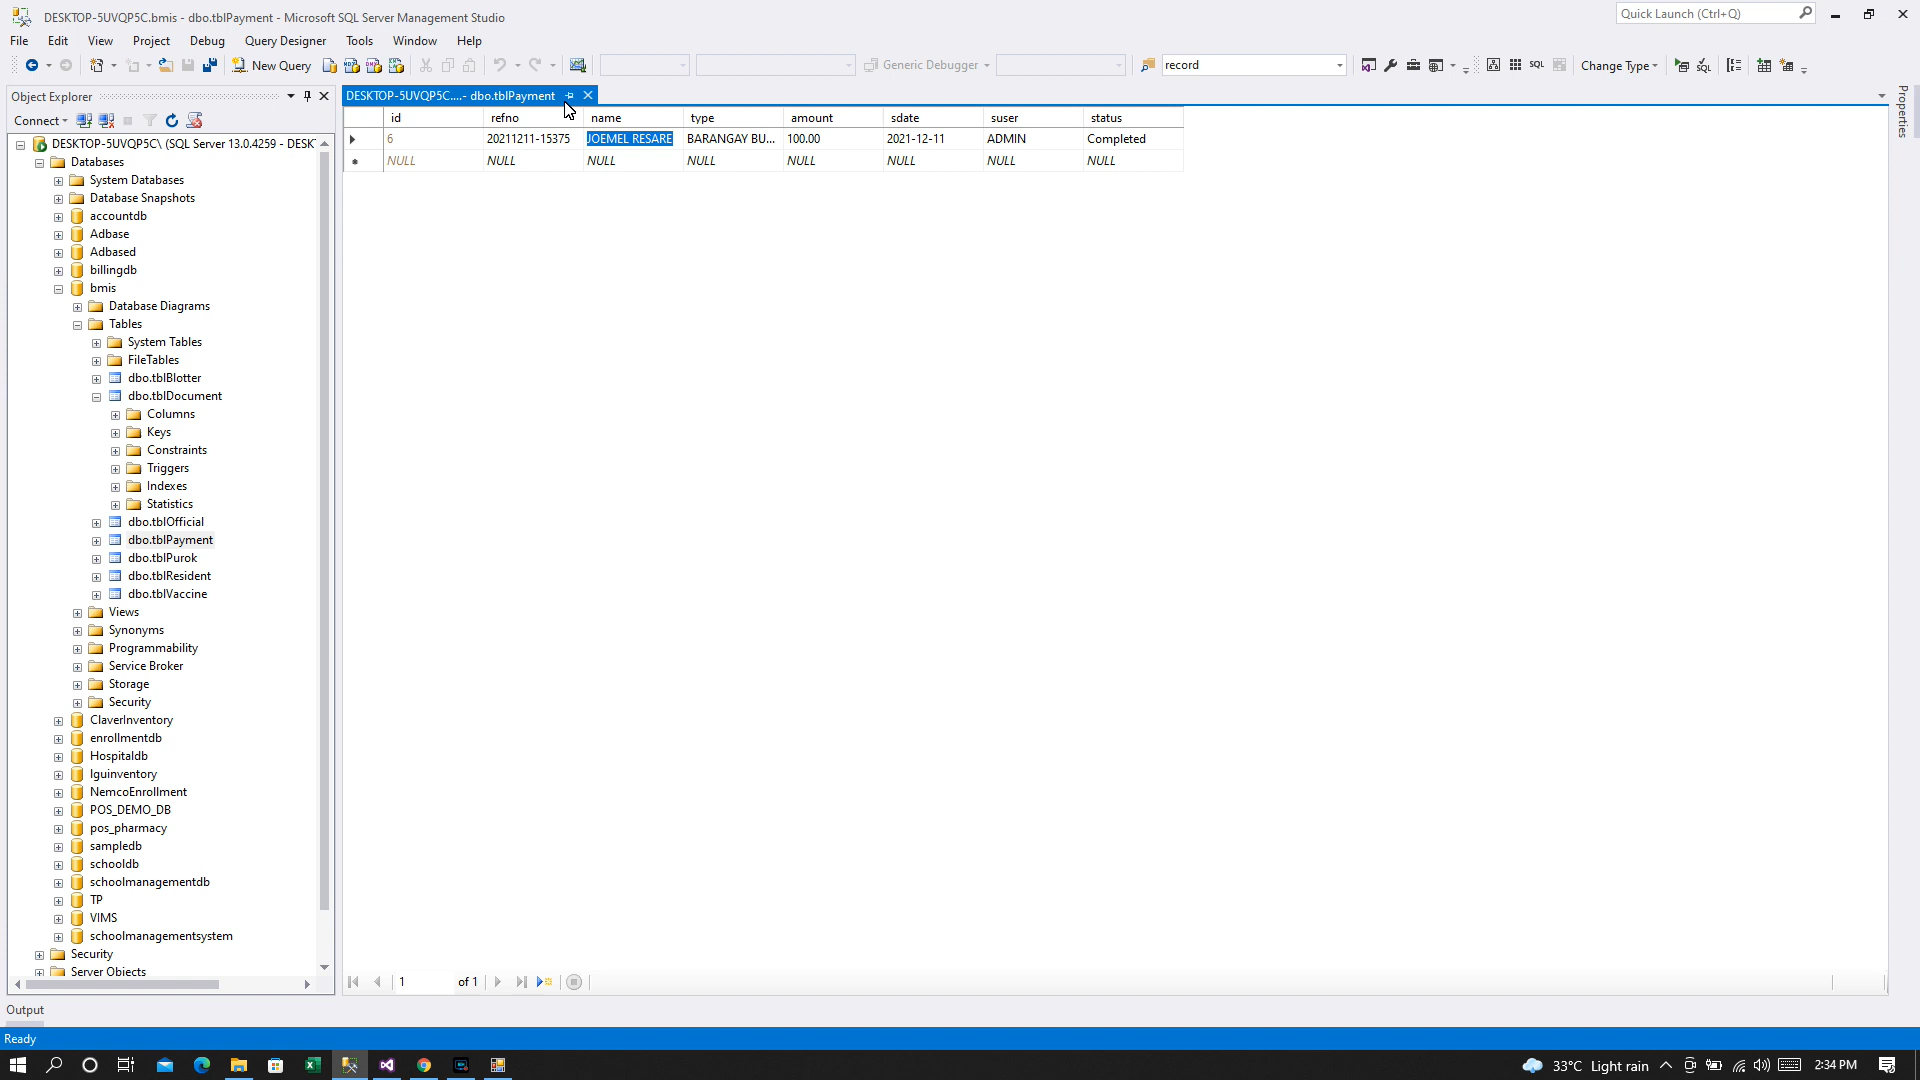 DESKTOP-5UVQP5C.bmis - dbo.tblPayment - Microsoft SQL Server Management Studio
Quick Launch (Ctrl+Q)
File Edit View Project Debug Query Designer Tools Window Help
New Query
Generic Debugger
record
SQL
Change Type
Object Explorer
DESKTOP-5UVQP5C....- dbo.tblPayment
Properties
Connect
id refno name type amount sdate suser status
6 20211211-15375 JOEMEL RESARE BARANGAY BU... 100.00 2021-12-11 ADMIN Completed
NULL NULL NULL NULL NULL NULL NULL NULL
DESKTOP-5UVQP5C\ (SQL Server 13.0.4259 - DESKT
Databases
System Databases
Database Snapshots
accountdb
Adbase
Adbased
billingdb
bmis
Database Diagrams
Tables
System Tables
FileTables
dbo.tblBlotter
dbo.tblDocument
Columns
Keys
Constraints
Triggers
Indexes
Statistics
dbo.tblOfficial
dbo.tblPayment
dbo.tblPurok
dbo.tblResident
dbo.tblVaccine
Views
Synonyms
Programmability
Service Broker
Storage
Security
ClaverInventory
enrollmentdb
Hospitaldb
lguinventory
NemcoEnrollment
POS_DEMO_DB
pos_pharmacy
sampledb
schooldb
schoolmanagementdb
TP
VIMS
schoolmanagementsystem
Security
Server Objects
1 of 1
Output
Ready
33°C Light rain
2:34 PM